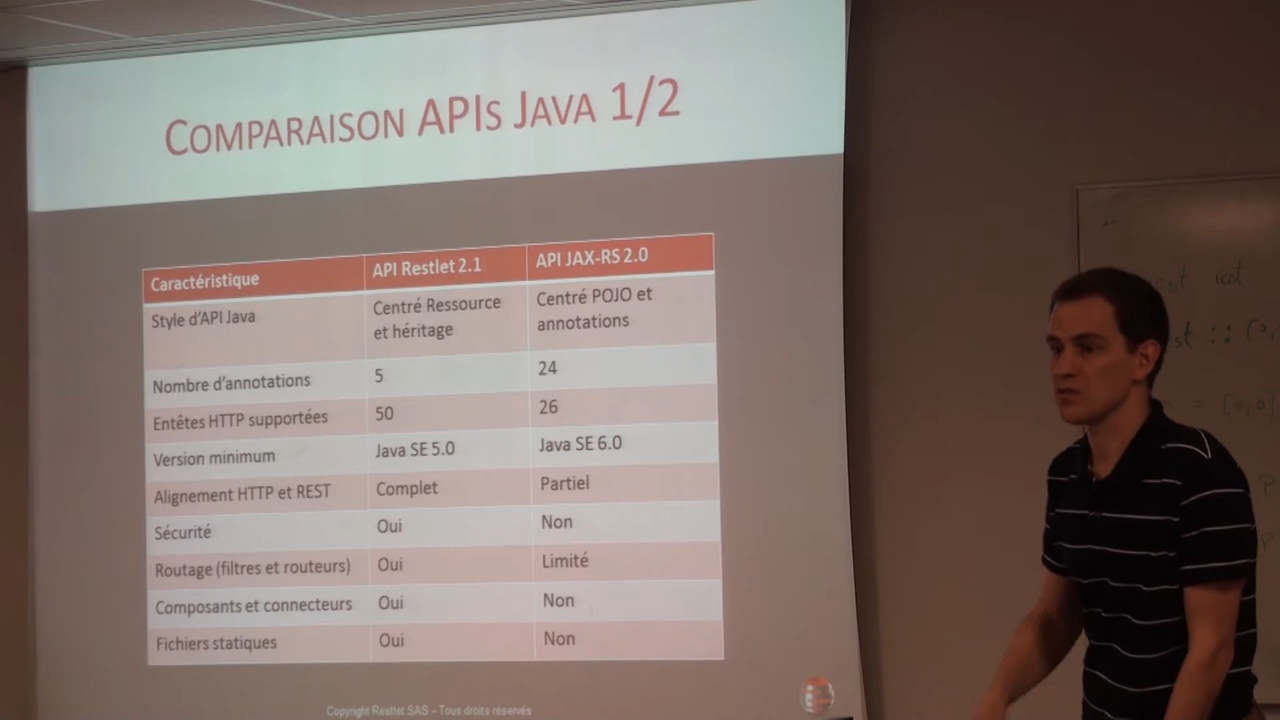 COMPARAISON APIS JAVA 1/2
Caractéristique API Restlet 2.1 API JAX-RS 2.0
Style d'API Java Centré Ressource et héritage Centré POJO et annotations
Nombre d'annotations 5 24
Entêtes HTTP supportées 50 26
Version minimum Java SE 5.0 Java SE 6.0
Alignement HTTP et REST Complet Partiel
Sécurité Oui Non
Routage (filtres et routeurs) Oui Limité
Composants et connecteurs Oui Non
Fichiers statiques Oui Non
Copyright Restlet SAS – Tous droits réservés